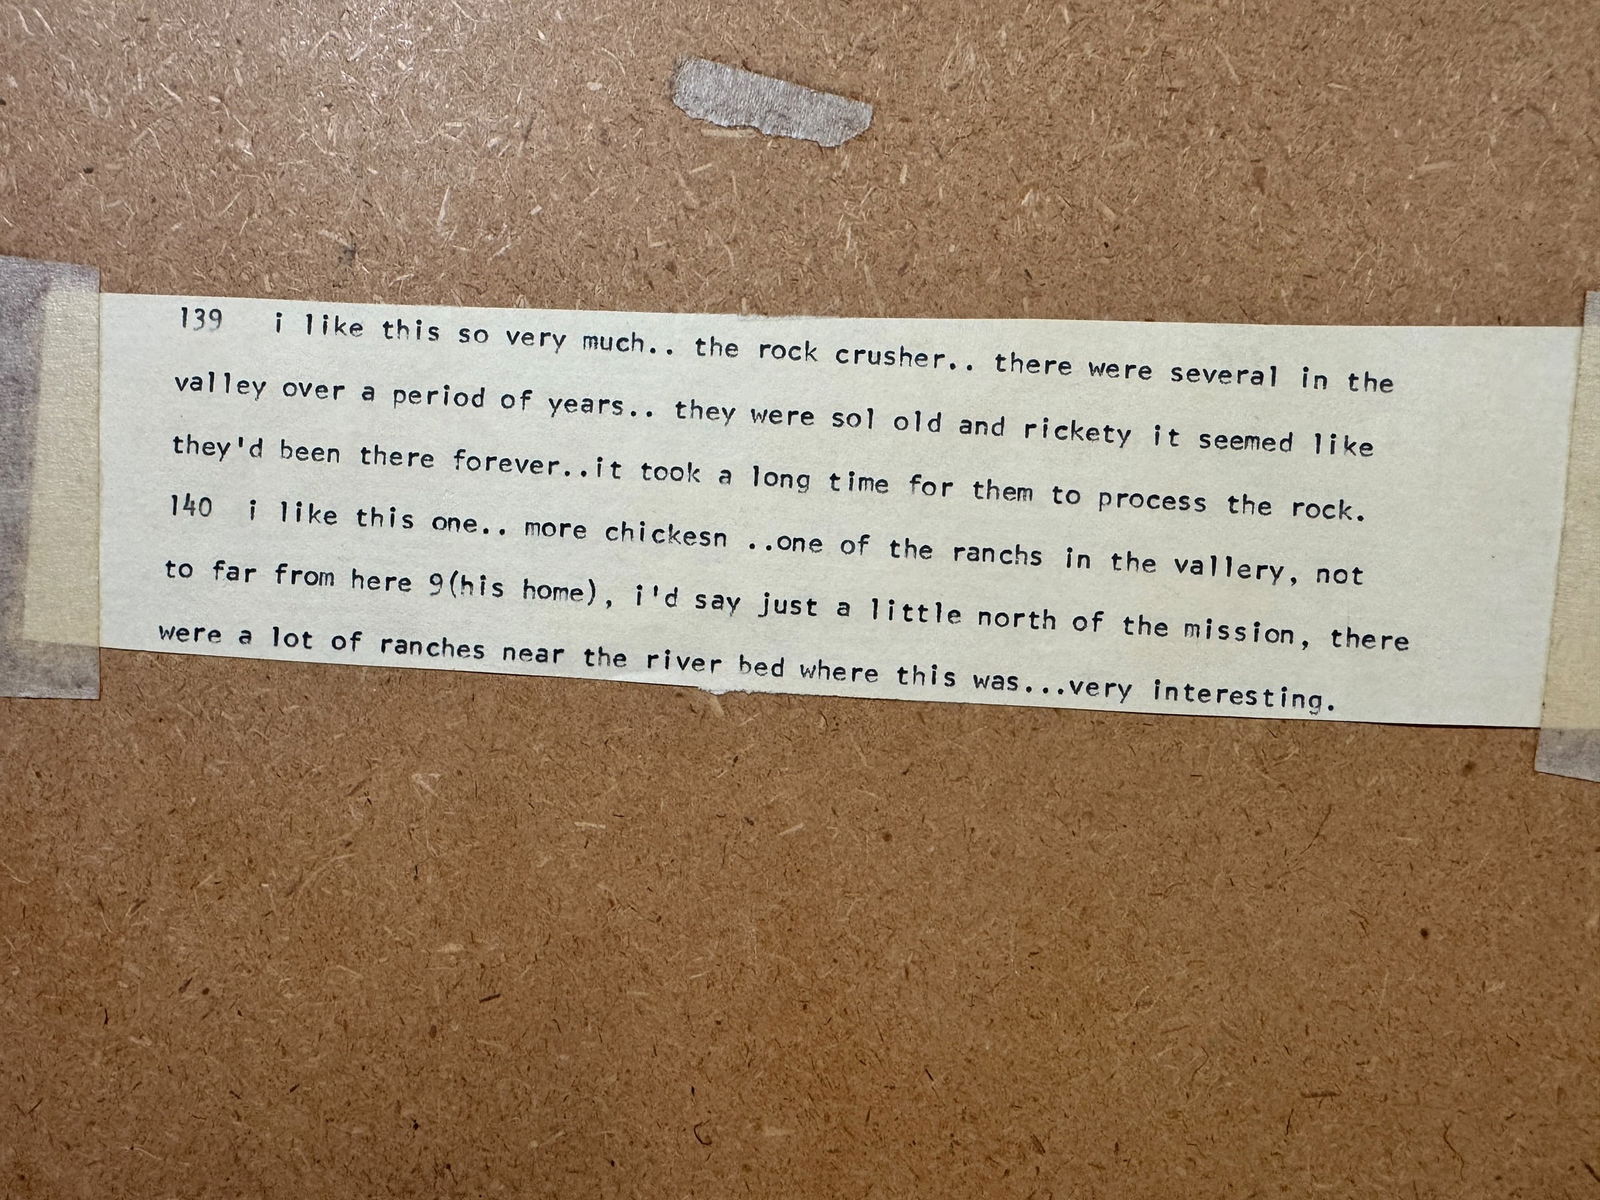 139   i like this so very much.. the rock crusher.. there were several in the
valley over a period of years.. they were sol old and rickety it seemed like
they'd been there forever..it took a long time for them to process the rock.
140  i like this one.. more chickesn ..one of the ranchs in the vallery, not
to far from here 9(his home), i'd say just a little north of the mission, there
were a lot of ranches near the river bed where this was...very interesting.